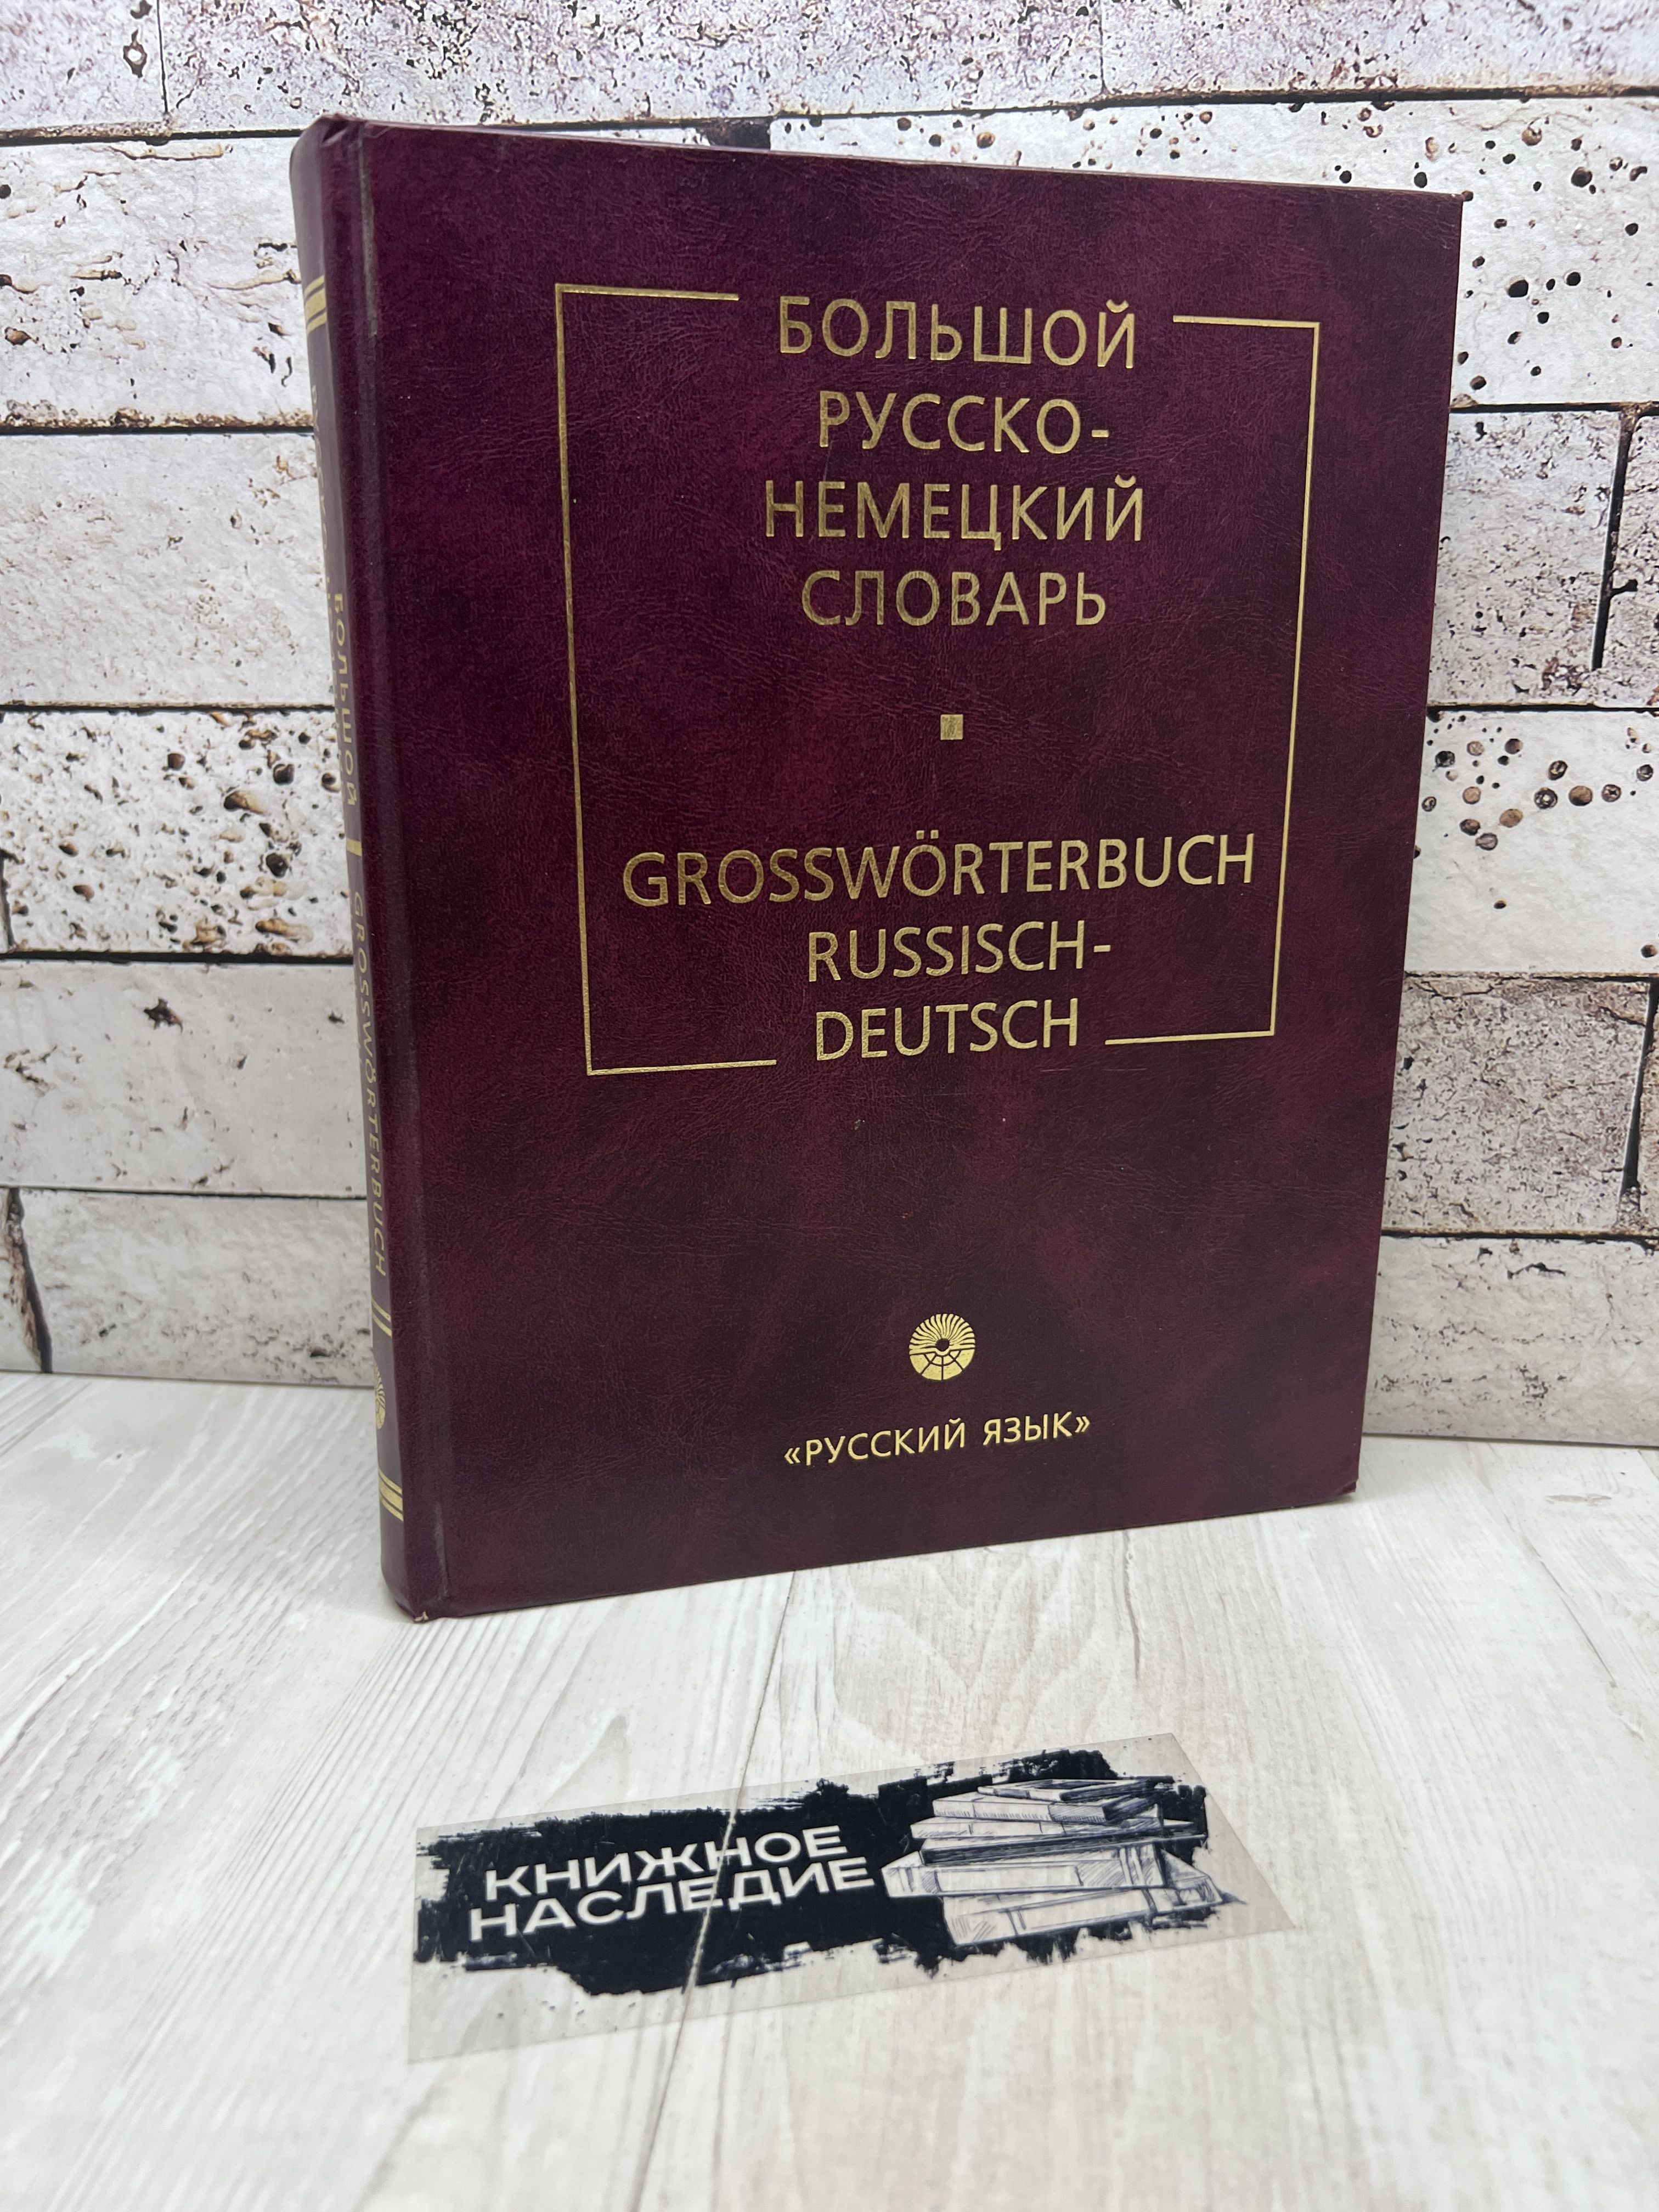 БОЛЬШОЙ
РУССКО-
НЕМЕЦКИЙ
СЛОВАРЬ
GROSSWÖRTERBUCH
RUSSISCH-
DEUTSCH
«РУССКИЙ ЯЗЫК»
БОЛЬШОЙ
GROSSWÖRTERBUCH
КНИЖНОЕ
НАСЛЕДИЕ